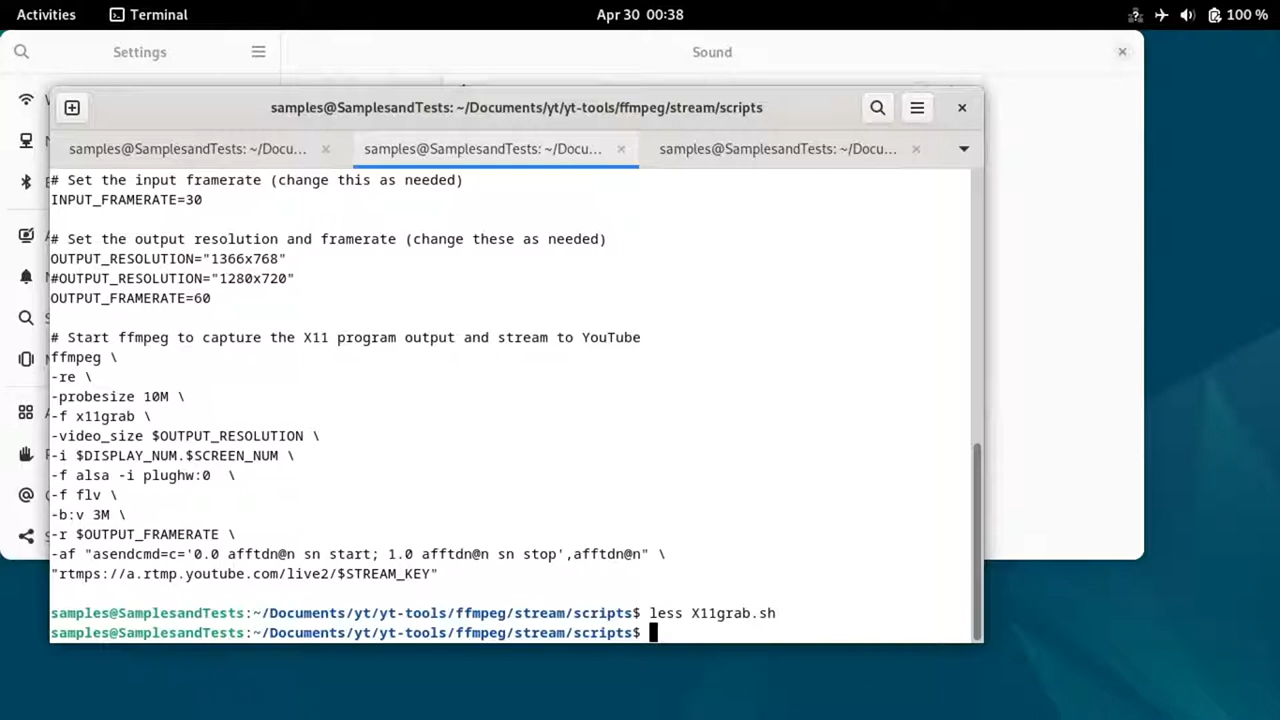 Activities
Terminal
Apr 30 00:38
100 %
Settings
Sound
samples@SamplesandTests: ~/Documents/yt/yt-tools/ffmpeg/stream/scripts
samples@SamplesandTests: ~/Docu...
samples@SamplesandTests: ~/Docu...
samples@SamplesandTests: ~/Docu...
# Set the input framerate (change this as needed)
INPUT_FRAMERATE=30
# Set the output resolution and framerate (change these as needed)
OUTPUT_RESOLUTION="1366x768"
#OUTPUT_RESOLUTION="1280x720"
OUTPUT_FRAMERATE=60
# Start ffmpeg to capture the X11 program output and stream to YouTube
ffmpeg \
-re \
-probesize 10M \
-f x11grab \
-video_size $OUTPUT_RESOLUTION \
-i $DISPLAY_NUM.$SCREEN_NUM \
-f alsa -i plughw:0  \
-f flv \
-b:v 3M \
-r $OUTPUT_FRAMERATE \
-af "asendcmd=c='0.0 afftdn@n sn start; 1.0 afftdn@n sn stop',afftdn@n" \
"rtmps://a.rtmp.youtube.com/live2/$STREAM_KEY"
samples@SamplesandTests:~/Documents/yt/yt-tools/ffmpeg/stream/scripts$ less X11grab.sh
samples@SamplesandTests:~/Documents/yt/yt-tools/ffmpeg/stream/scripts$